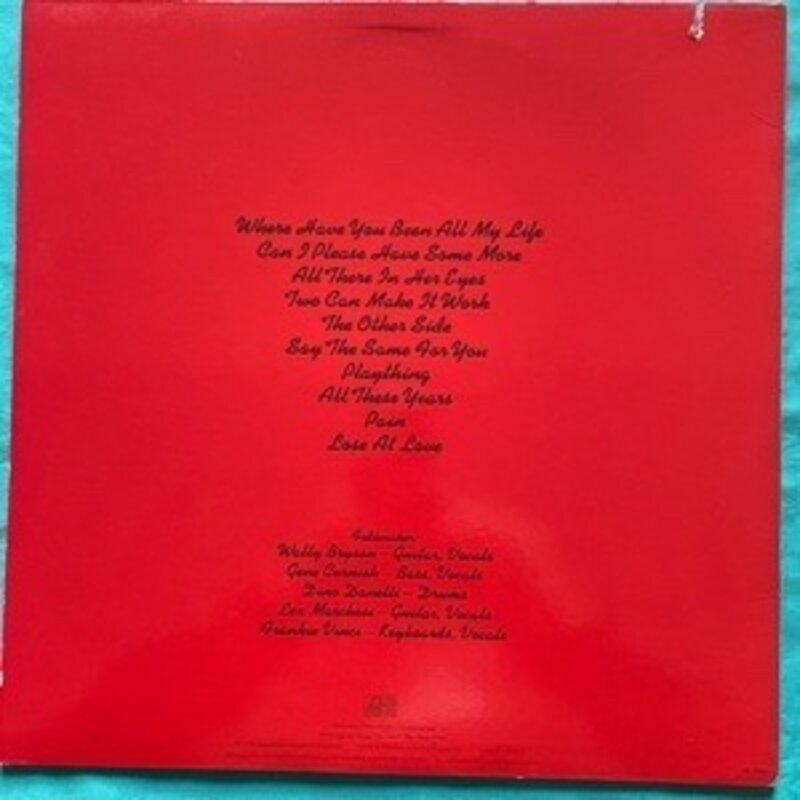 Where Have You Been All My Life
Can I Please Have Some More
All There In Her Eyes
Two Can Make It Work
The Other Side
Say The Same For You
Plaything
All These Years
Pain
Lose At Love
Fotomaker
Wally Bryson – Guitar, Vocals
Gene Cornish – Bass, Vocals
Dino Danelli – Drums
Lex Marchesi – Guitar, Vocals
Frankie Vinci – Keyboards, Vocals